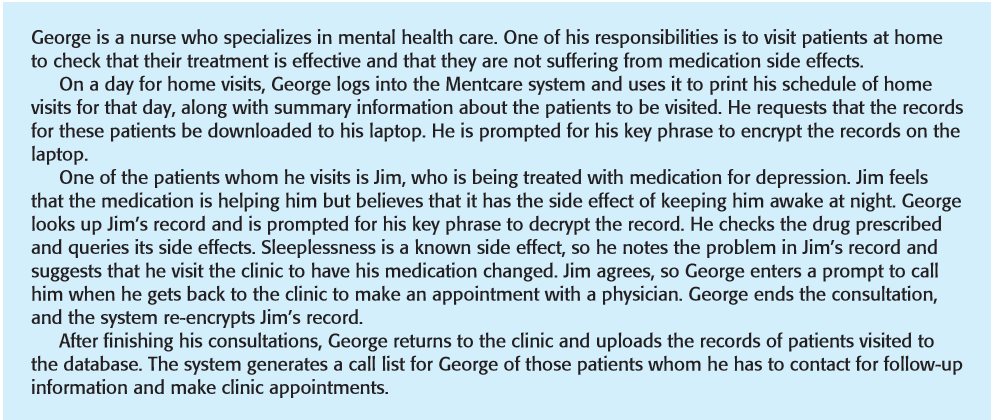 George is a nurse who specializes in mental health care. One of his responsibilities is to visit patients at home
to check that their treatment is effective and that they are not suffering from medication side effects.
On a day for home visits, George logs into the Mentcare system and uses it to print his schedule of home
visits for that day, along with summary information about the patients to be visited. He requests that the records
for these patients be downloaded to his laptop. He is prompted for his key phrase to encrypt the records on the
laptop.
One of the patients whom he visits is Jim, who is being treated with medication for depression. Jim feels
that the medication is helping him but believes that it has the side effect of keeping him awake at night. George
looks up Jim's record and is prompted for his key phrase to decrypt the record. He checks the drug prescribed
and queries its side effects. Sleeplessness is a known side effect, so he notes the problem in Jim's record and
suggests that he visit the clinic to have his medication changed. Jim agrees, so George enters a prompt to call
him when he gets back to the clinic to make an appointment with a physician. George ends the consultation,
and the system re-encrypts Jim's record.
After finishing his consultations, George returns to the clinic and uploads the records of patients visited to
the database. The system generates a call list for George of those patients whom he has to contact for follow-up
information and make clinic appointments.